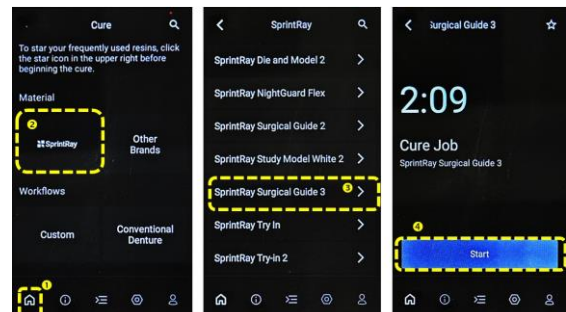 Cure
To star your frequently used resins, click
the star icon in the upper right before
beginning the cure.
Material
2
SprintRay
Other
Brands
Workflows
Custom
Conventional
Denture
1
SprintRay
SprintRay Die and Model 2
SprintRay NightGuard Flex
SprintRay Surgical Guide 2
SprintRay Study Model White 2
SprintRay Surgical Guide 3
3
SprintRay Try In
SprintRay Try-in 2
Surgical Guide 3
2:09
Cure Job
SprintRay Surgical Guide 3
4
Start